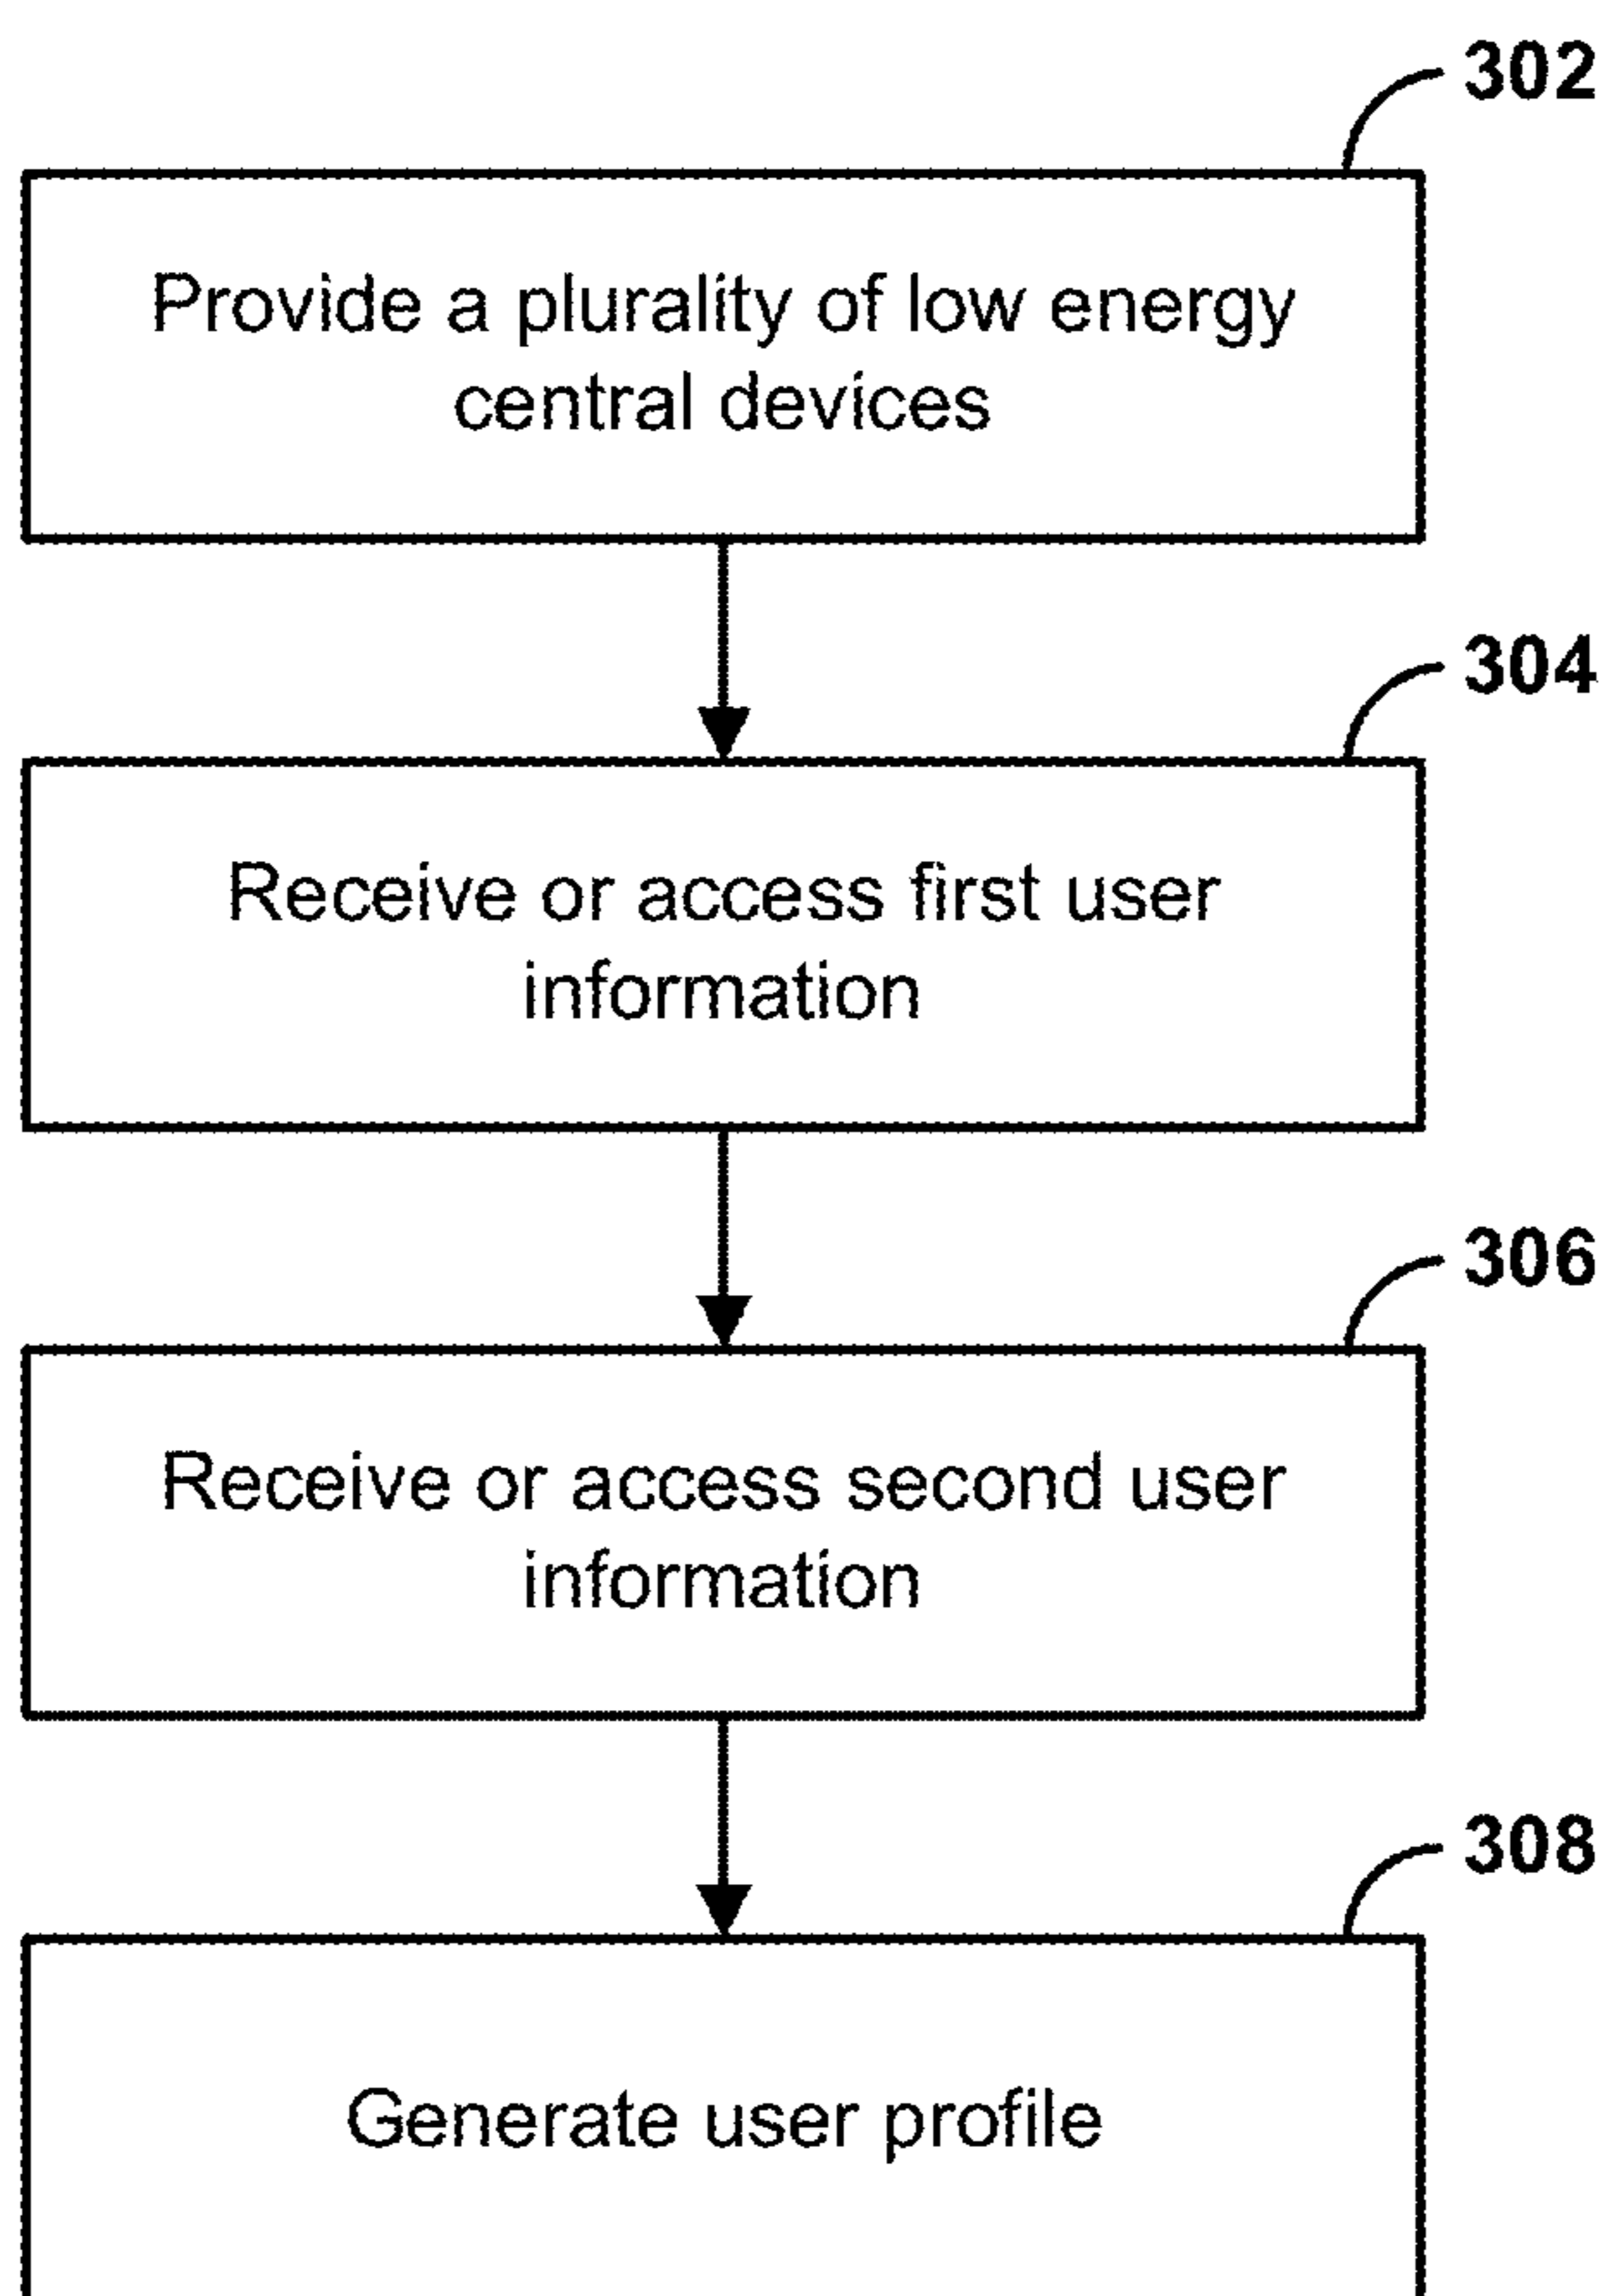 302
Provide a plurality of low energy
central devices
304
Receive or access first user
information
306
Receive or access second user
information
308
Generate user profile